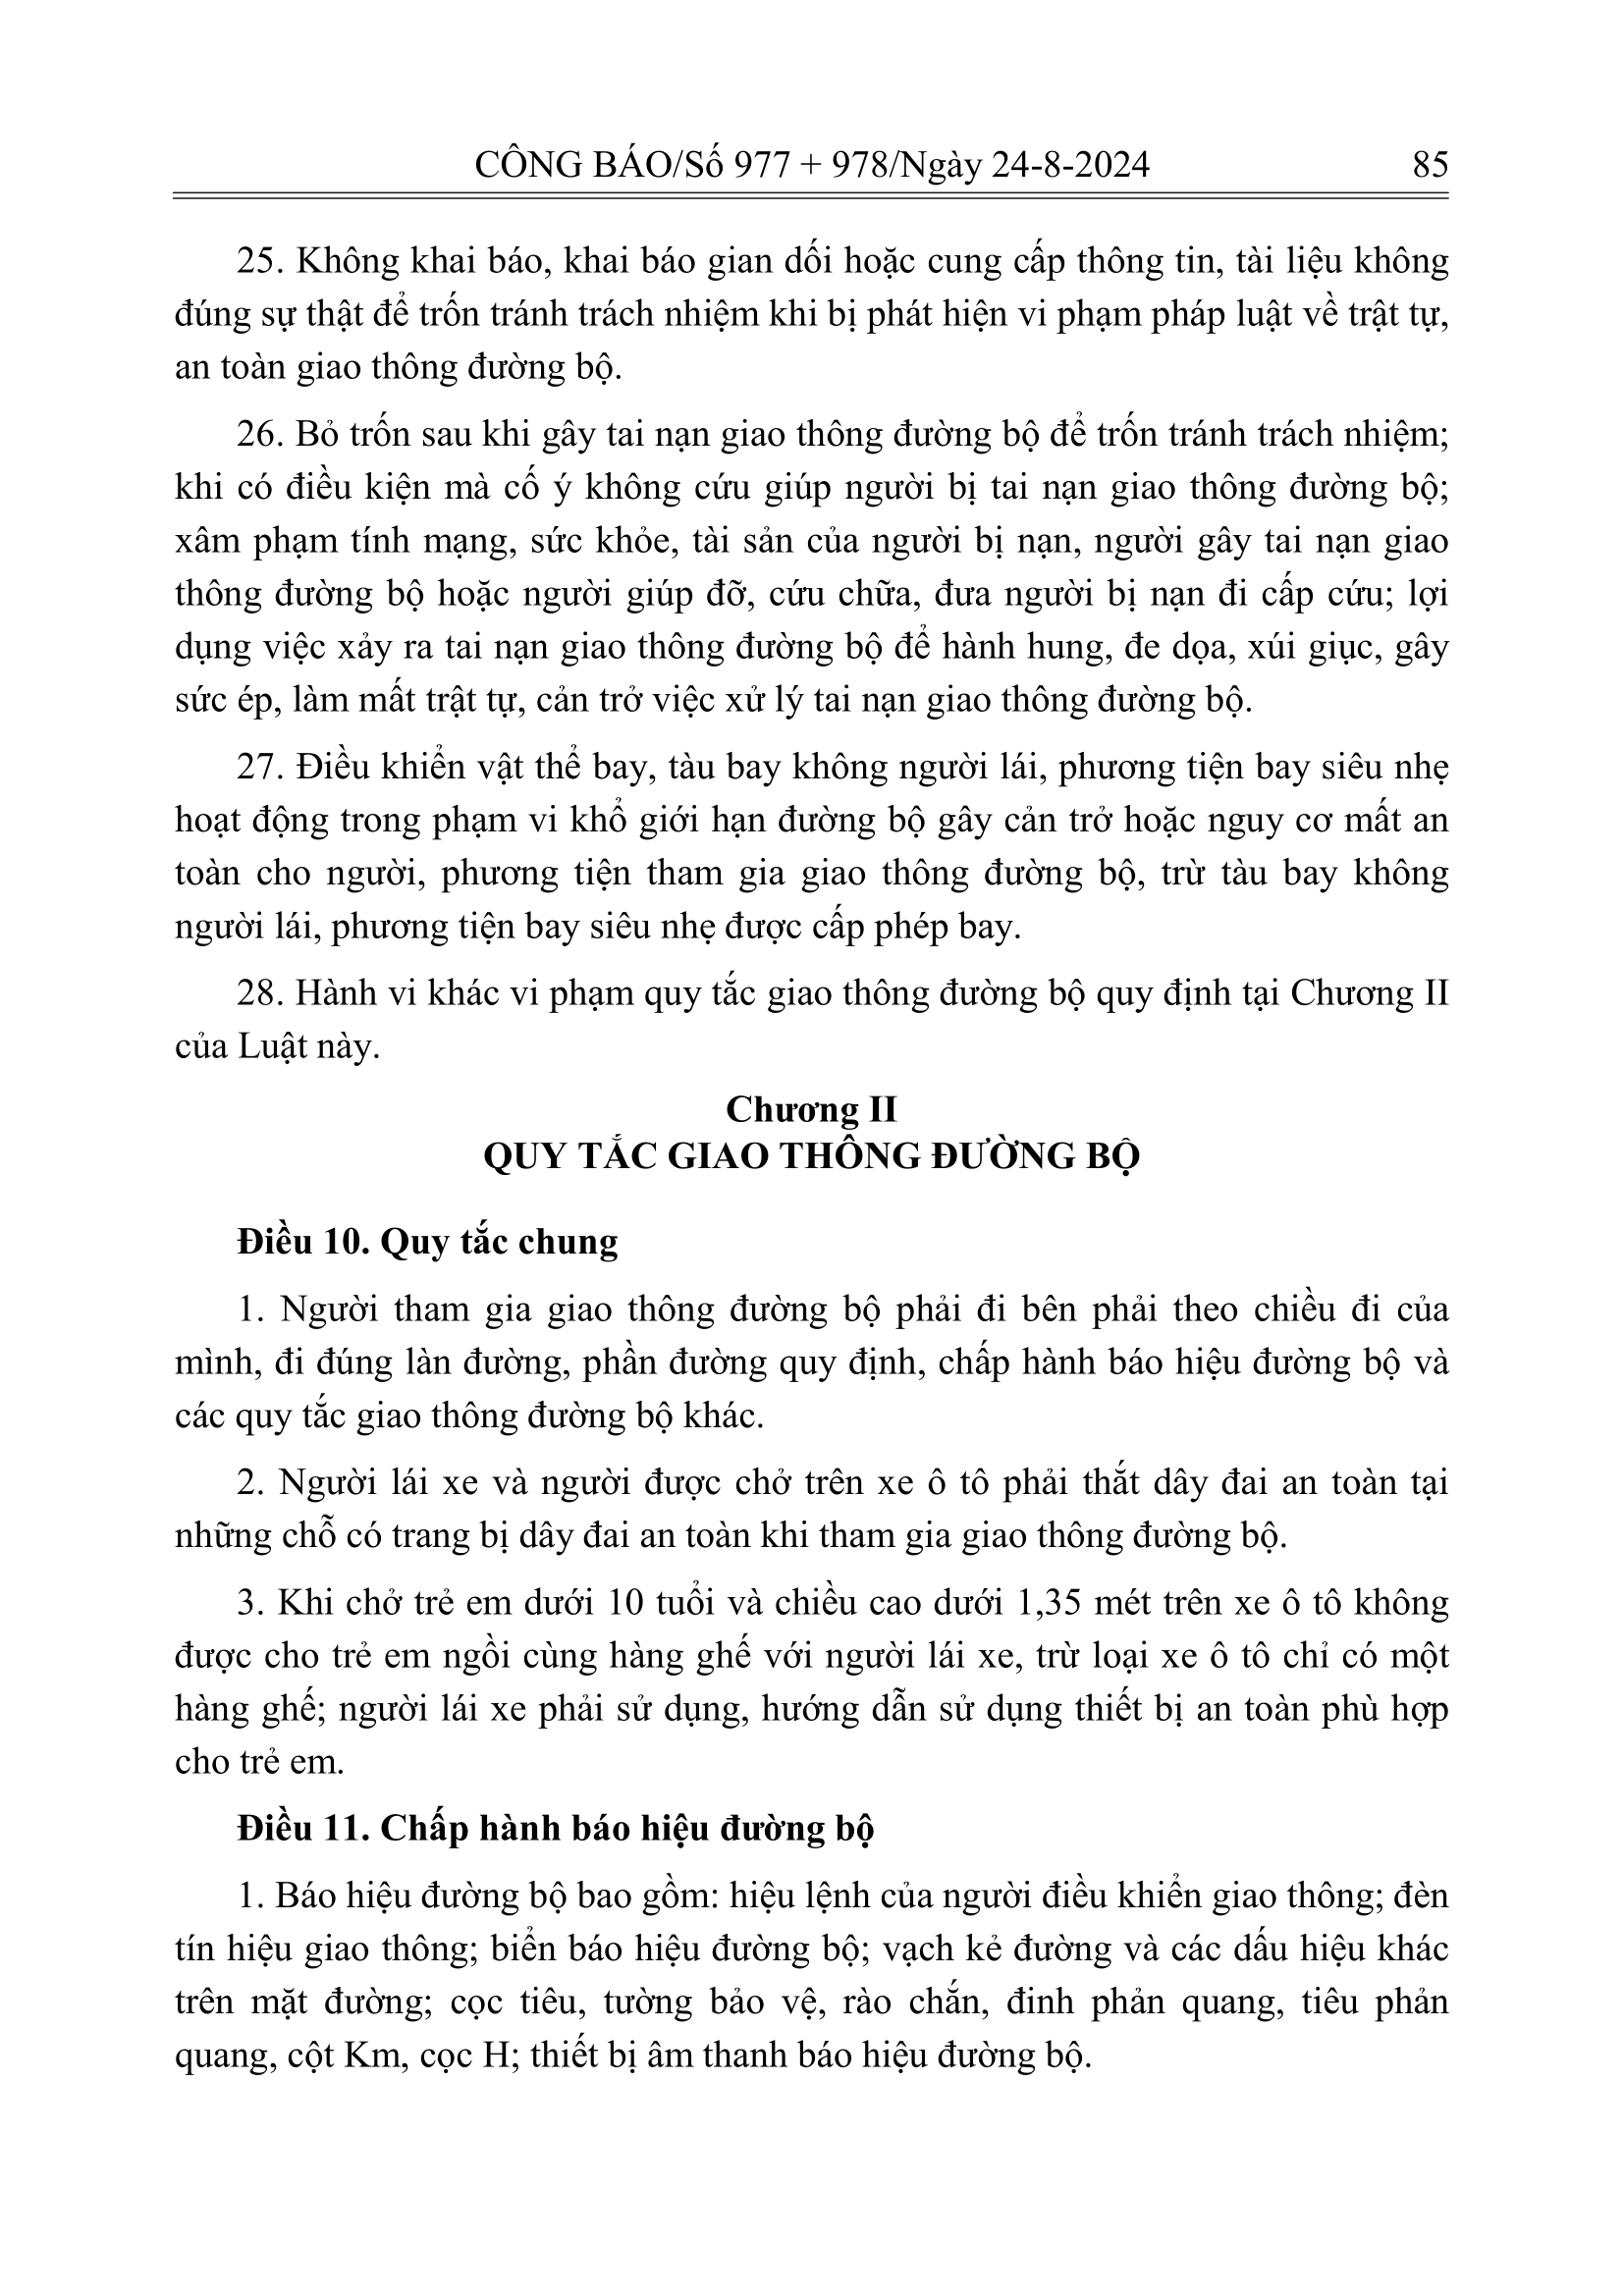 CÔNG BÁO/Số 977 + 978/Ngày 24-8-2024 85
25. Không khai báo, khai báo gian dối hoặc cung cấp thông tin, tài liệu không
đúng sự thật để trốn tránh trách nhiệm khi bị phát hiện vi phạm pháp luật về trật tự,
an toàn giao thông đường bộ.
26. Bỏ trốn sau khi gây tai nạn giao thông đường bộ để trốn tránh trách nhiệm;
khi có điều kiện mà cố ý không cứu giúp người bị tai nạn giao thông đường bộ;
xâm phạm tính mạng, sức khỏe, tài sản của người bị nạn, người gây tai nạn giao
thông đường bộ hoặc người giúp đỡ, cứu chữa, đưa người bị nạn đi cấp cứu; lợi
dụng việc xảy ra tai nạn giao thông đường bộ để hành hung, đe dọa, xúi giục, gây
sức ép, làm mất trật tự, cản trở việc xử lý tai nạn giao thông đường bộ.
27. Điều khiển vật thể bay, tàu bay không người lái, phương tiện bay siêu nhẹ
hoạt động trong phạm vi khổ giới hạn đường bộ gây cản trở hoặc nguy cơ mất an
toàn cho người, phương tiện tham gia giao thông đường bộ, trừ tàu bay không
người lái, phương tiện bay siêu nhẹ được cấp phép bay.
28. Hành vi khác vi phạm quy tắc giao thông đường bộ quy định tại Chương II
của Luật này.
Chương II
QUY TẮC GIAO THÔNG ĐƯỜNG BỘ
Điều 10. Quy tắc chung
1. Người tham gia giao thông đường bộ phải đi bên phải theo chiều đi của
mình, đi đúng làn đường, phần đường quy định, chấp hành báo hiệu đường bộ và
các quy tắc giao thông đường bộ khác.
2. Người lái xe và người được chở trên xe ô tô phải thắt dây đai an toàn tại
những chỗ có trang bị dây đai an toàn khi tham gia giao thông đường bộ.
3. Khi chở trẻ em dưới 10 tuổi và chiều cao dưới 1,35 mét trên xe ô tô không
được cho trẻ em ngồi cùng hàng ghế với người lái xe, trừ loại xe ô tô chỉ có một
hàng ghế; người lái xe phải sử dụng, hướng dẫn sử dụng thiết bị an toàn phù hợp
cho trẻ em.
Điều 11. Chấp hành báo hiệu đường bộ
1. Báo hiệu đường bộ bao gồm: hiệu lệnh của người điều khiển giao thông; đèn
tín hiệu giao thông; biển báo hiệu đường bộ; vạch kẻ đường và các dấu hiệu khác
trên mặt đường; cọc tiêu, tường bảo vệ, rào chắn, đinh phản quang, tiêu phản
quang, cột Km, cọc H; thiết bị âm thanh báo hiệu đường bộ.